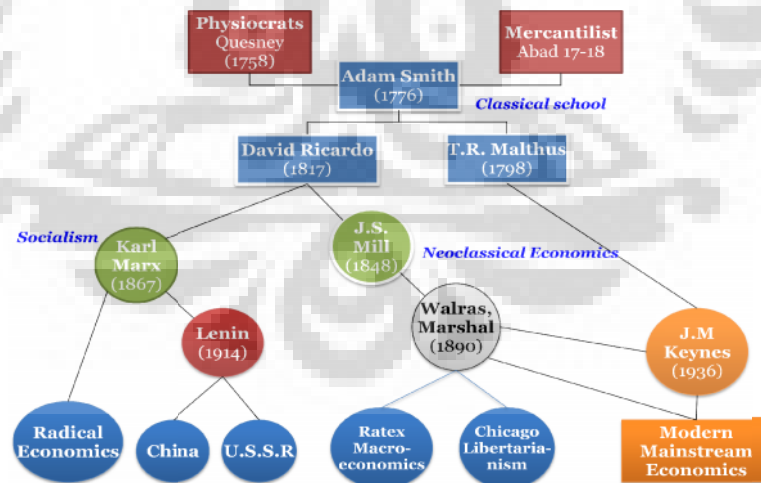 Physiocrats
Quesney
(1758)
Mercantilist
Abad 17-18
Adam Smith
(1776)
Classical school
David Ricardo
(1817)
T.R. Malthus
(1798)
Socialism
Karl
Marx
(1867)
J.S.
Mill
(1848)
Neoclassical Economics
Walras,
Marshal
(1890)
Lenin
(1914)
J.M
Keynes
(1936)
Radical
Economics
China
U.S.S.R
Ratex
Macro-
economics
Chicago
Libertaria-
nism
Modern
Mainstream
Economics